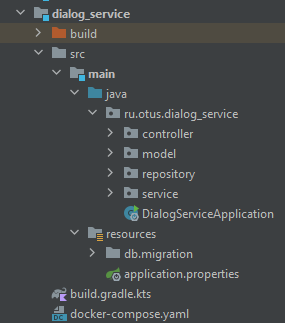 dialog_service
build
src
main
java
ru.otus.dialog_service
controller
model
repository
service
DialogServiceApplication
resources
db.migration
application.properties
build.gradle.kts
docker-compose.yaml